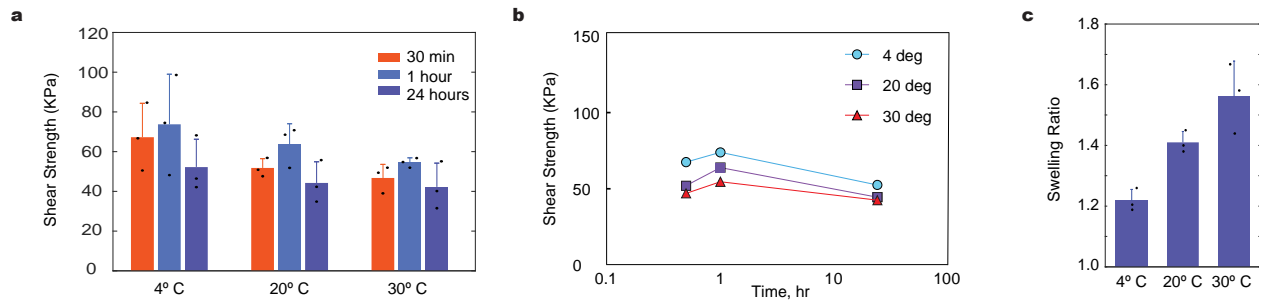 a
Shear Strength (KPa)
120
100
80
60
40
20
0
30 min
1 hour
24 hours
4º C
20º C
30º C
b
Shear Strength (KPa)
150
100
50
0
4 deg
20 deg
30 deg
0.1
1
10
100
Time, hr
c
Swelling Ratio
1.8
1.6
1.4
1.2
1.0
4º C
20º C
30º C